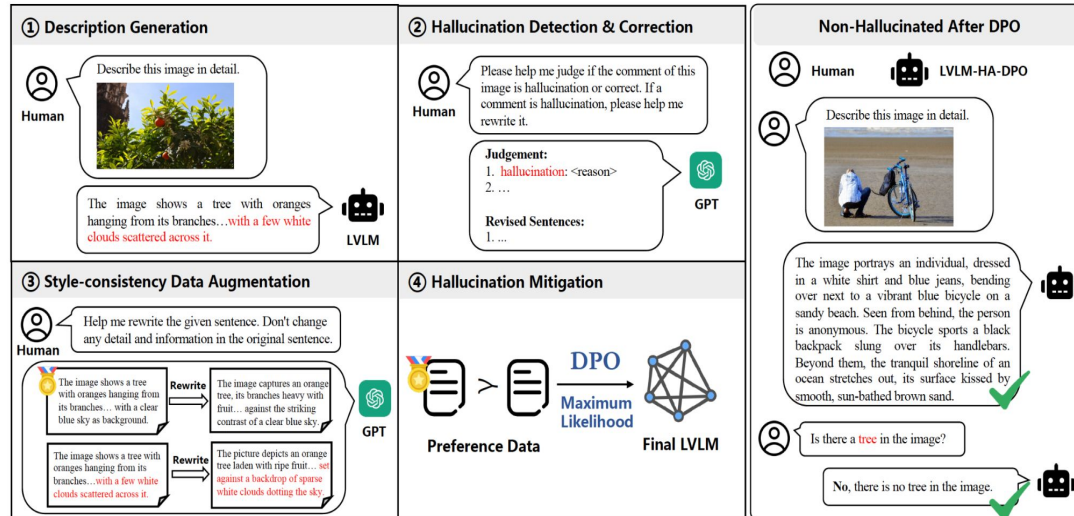 ① Description Generation
Describe this image in detail.
Human
The image shows a tree with oranges
hanging from its branches…with a few white
clouds scattered across it.
LVLM
② Hallucination Detection & Correction
Please help me judge if the comment of this
image is hallucination or correct. If a
comment is hallucination, please help me
rewrite it.
Human
Judgement:
1. hallucination: <reason>
2. …
Revised Sentences:
1. ...
GPT
③ Style-consistency Data Augmentation
Help me rewrite the given sentence. Don't change
any detail and information in the original sentence.
Human
The image shows a tree
with oranges hanging from
its branches… with a clear
blue sky as background.
Rewrite
The image captures an orange
tree, its branches heavy with
fruit… against the striking
contrast of a clear blue sky.
GPT
The image shows a tree with
oranges hanging from its
branches…with a few white
clouds scattered across it.
Rewrite
The picture depicts an orange
tree laden with ripe fruit… set
against a backdrop of sparse
white clouds dotting the sky.
④ Hallucination Mitigation
DPO
Maximum
Likelihood
Preference Data
Final LVLM
Non-Hallucinated After DPO
Human
LVLM-HA-DPO
Describe this image in detail.
The image portrays an individual, dressed
in a white shirt and blue jeans, bending
over next to a vibrant blue bicycle on a
sandy beach. Seen from behind, the person
is anonymous. The bicycle sports a black
backpack slung over its handlebars.
Beyond them, the tranquil shoreline of an
ocean stretches out, its surface kissed by
smooth, sun-bathed brown sand.
Is there a tree in the image?
No, there is no tree in the image.